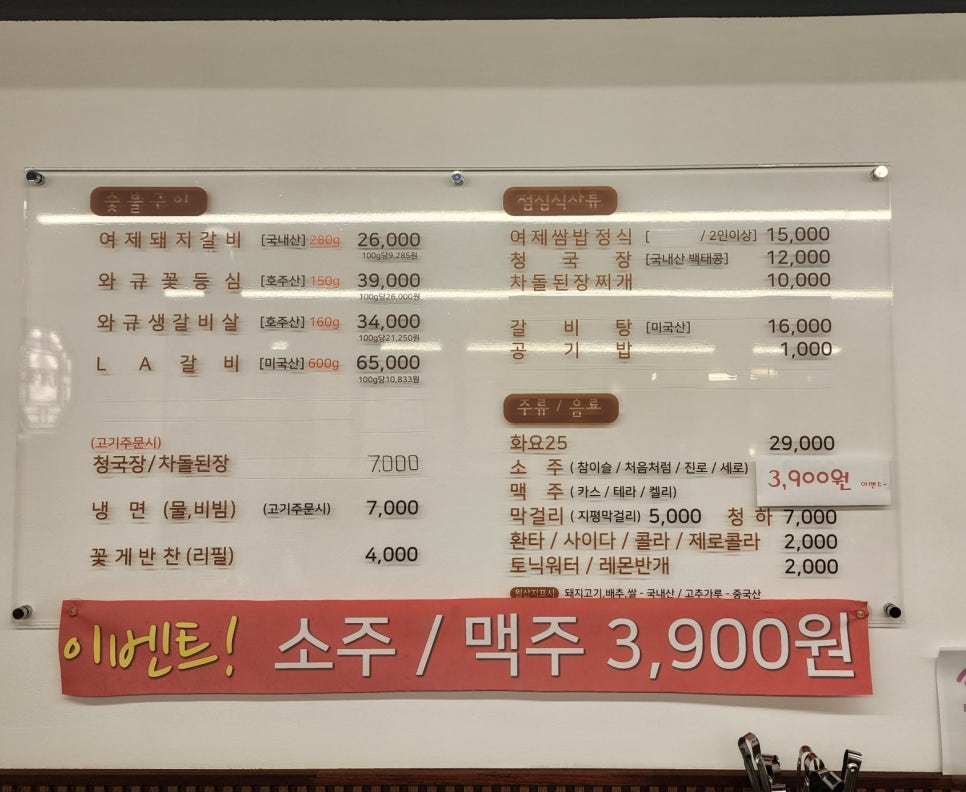 숯불구이
여제돼지갈비 [국내산] 280g 26,000
100g당9,285원
와규꽃등심 [호주산] 150g 39,000
100g당26,000원
와규생갈비살 [호주산] 160g 34,000
100g당21,250원
LA갈비 [미국산] 600g 65,000
100g당10,833원
(고기주문시)
청국장/차돌된장 7,000
냉면 (물,비빔) (고기주문시) 7,000
꽃게반찬(리필) 4,000
점심식사류
여제쌈밥정식 [ / 2인이상] 15,000
청국장 [국내산 백태콩] 12,000
차돌된장찌개 10,000
갈비탕 [미국산] 16,000
공기밥 1,000
주류 / 음료
화요25 29,000
소주 (참이슬 / 처음처럼 / 진로 / 새로)
3,900원 이벤트~
맥주 (카스 / 테라 / 켈리)
막걸리 (지평막걸리) 5,000 청하 7,000
환타 / 사이다 / 콜라 / 제로콜라 2,000
토닉워터 / 레몬반개 2,000
원산지표시 돼지고기,배추,쌀 - 국내산 / 고추가루 - 중국산
이벤트! 소주 / 맥주 3,900원